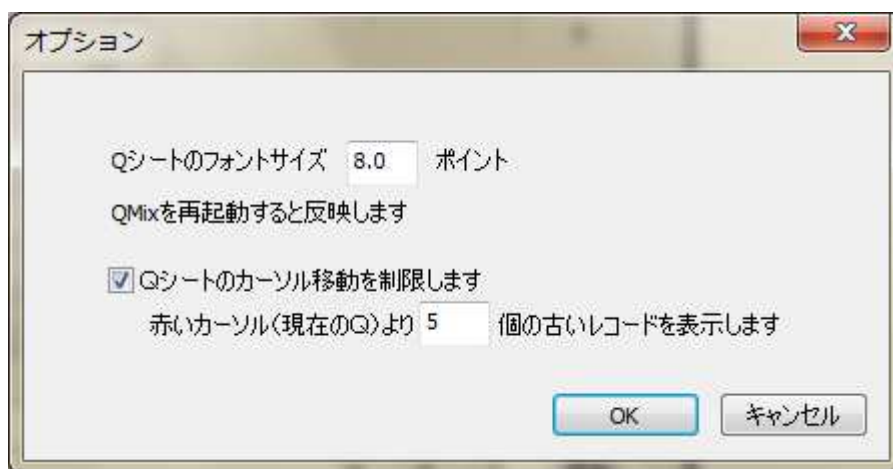 オプション
Qシートのフォントサイズ 8.0 ポイント
QMixを再起動すると反映します
Qシートのカーソル移動を制限します
赤いカーソル(現在のQ)より 5 個の古いレコードを表示します
OK キャンセル